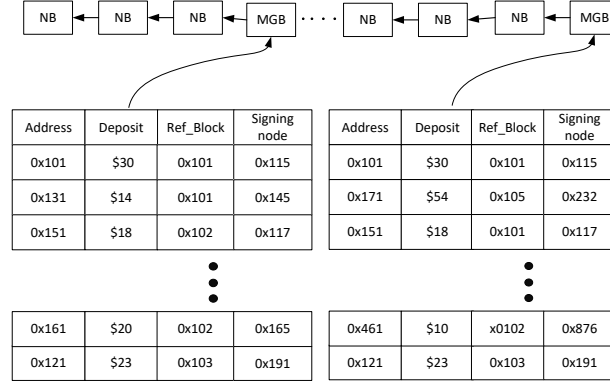 NB NB NB MGB NB NB NB MGB
Address Deposit Ref_Block Signing node
0x101 $30 0x101 0x115
0x131 $14 0x101 0x145
0x151 $18 0x102 0x117
0x161 $20 0x102 0x165
0x121 $23 0x103 0x191
Address Deposit Ref_Block Signing node
0x101 $30 0x101 0x115
0x171 $54 0x105 0x232
0x151 $18 0x101 0x117
0x461 $10 x0102 0x876
0x121 $23 0x103 0x191